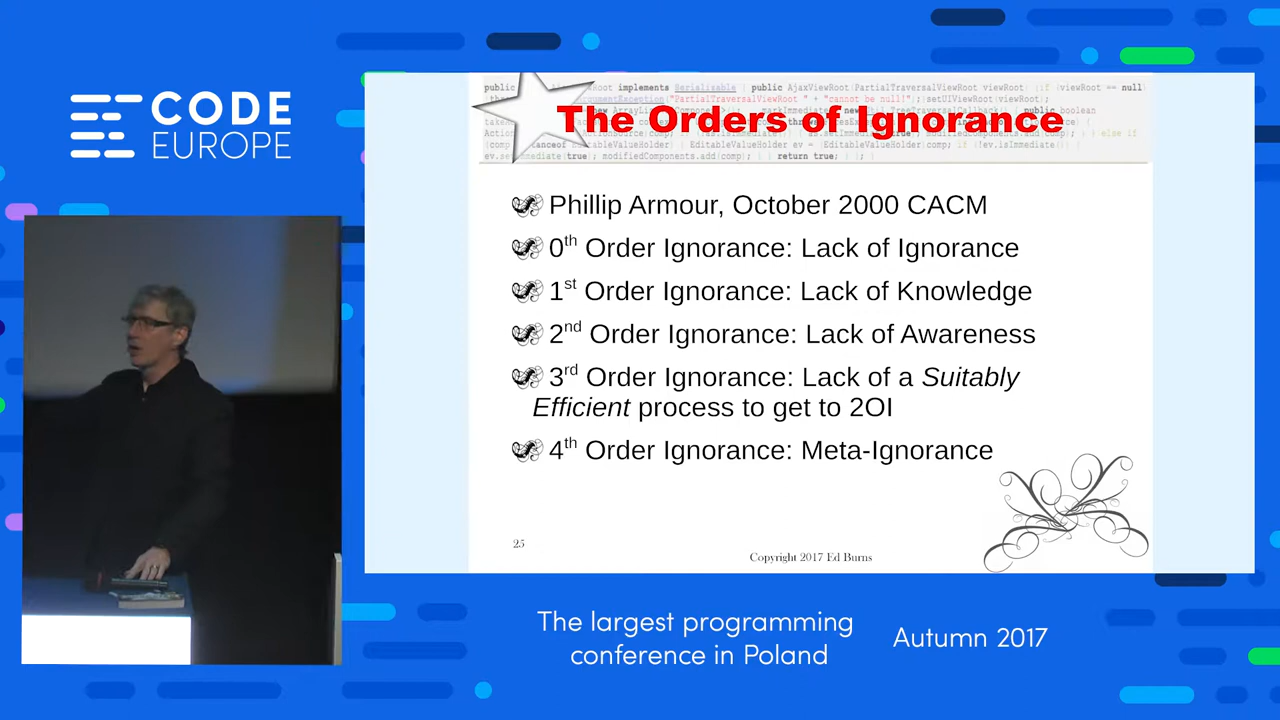 CODE
EUROPE
The Orders of Ignorance
Phillip Armour, October 2000 CACM
0th Order Ignorance: Lack of Ignorance
1st Order Ignorance: Lack of Knowledge
2nd Order Ignorance: Lack of Awareness
3rd Order Ignorance: Lack of a Suitably
Efficient process to get to 2OI
4th Order Ignorance: Meta-Ignorance
25
Copyright 2017 Ed Burns
The largest programming
conference in Poland
Autumn 2017